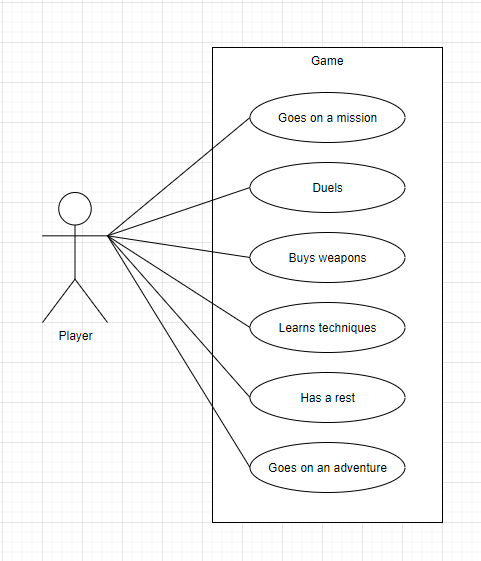 Game
Goes on a mission
Duels
Buys weapons
Learns techniques
Has a rest
Goes on an adventure
Player